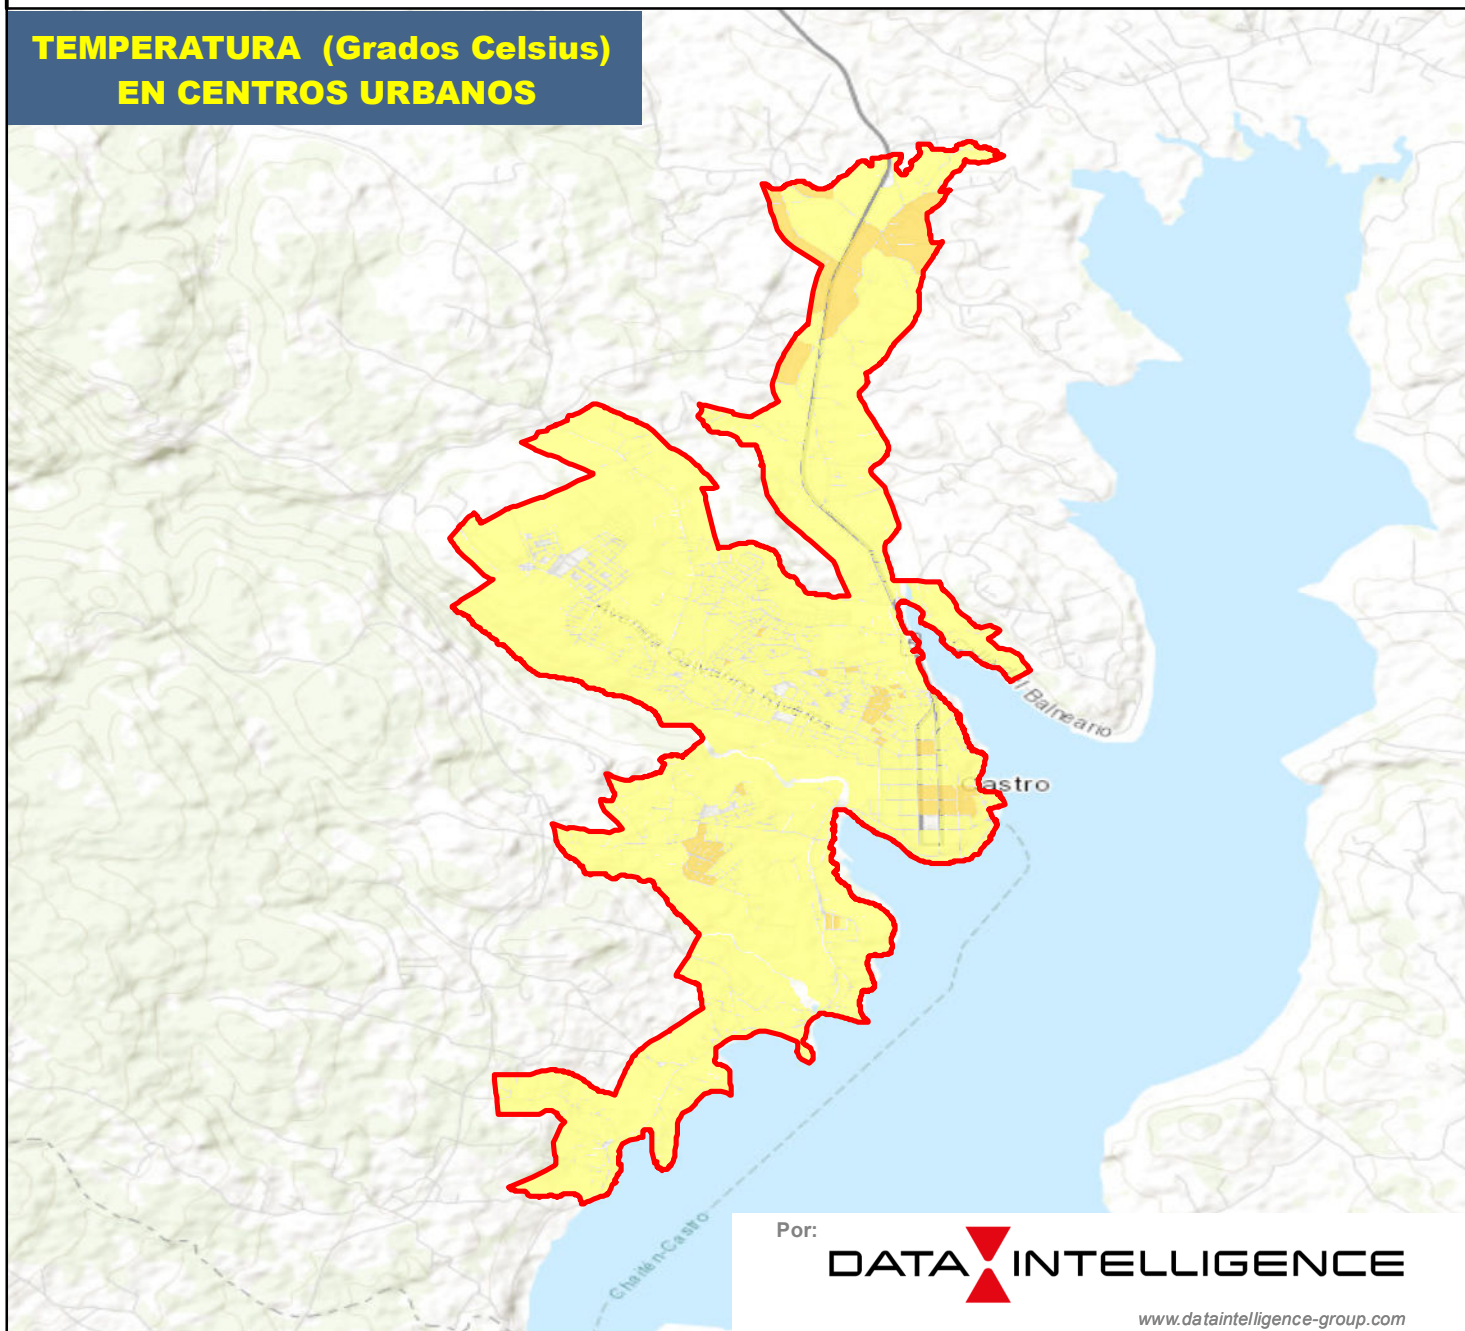 TEMPERATURA (Grados Celsius)
EN CENTROS URBANOS
Avenida Galvarino Riveros
l Balneario
Castro
Chaitén-Castro
Por:
DATA INTELLIGENCE
www.dataintelligence-group.com